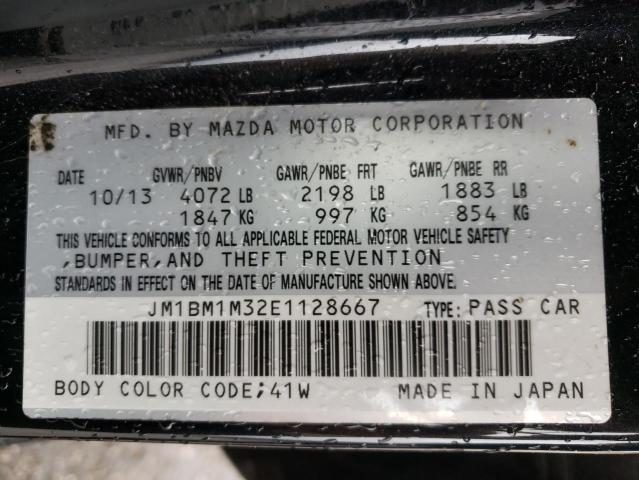 MFD. BY MAZDA MOTOR CORPORATION
DATE GVWR/PNBV GAWR/PNBE FRT GAWR/PNBE RR
10/13 4072 LB 2198 LB 1883 LB
1847 KG 997 KG 854 KG
THIS VEHICLE CONFORMS TO ALL APPLICABLE FEDERAL MOTOR VEHICLE SAFETY
,BUMPER,AND THEFT PREVENTION
STANDARDS IN EFFECT ON THE DATE OF MANUFACTURE SHOWN ABOVE.
JM1BM1M32E1128667 TYPE: PASS CAR
BODY COLOR CODE;41W MADE IN JAPAN